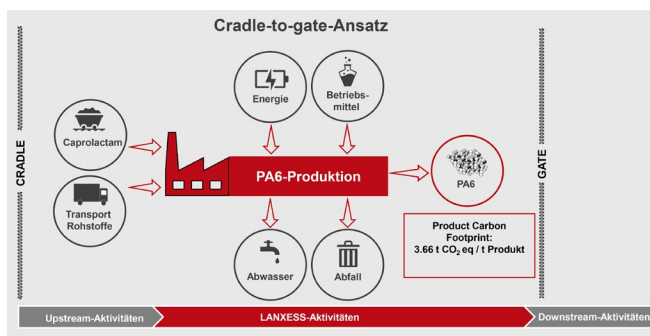 Cradle-to-gate-Ansatz
CRADLE
Caprolactam
Transport
Rohstoffe
Energie
Betriebs-
mittel
PA6-Produktion
Abwasser
Abfall
PA6
Product Carbon
Footprint:
3.66 t CO₂ eq / t Produkt
GATE
Upstream-Aktivitäten
LANXESS-Aktivitäten
Downstream-Aktivitäten